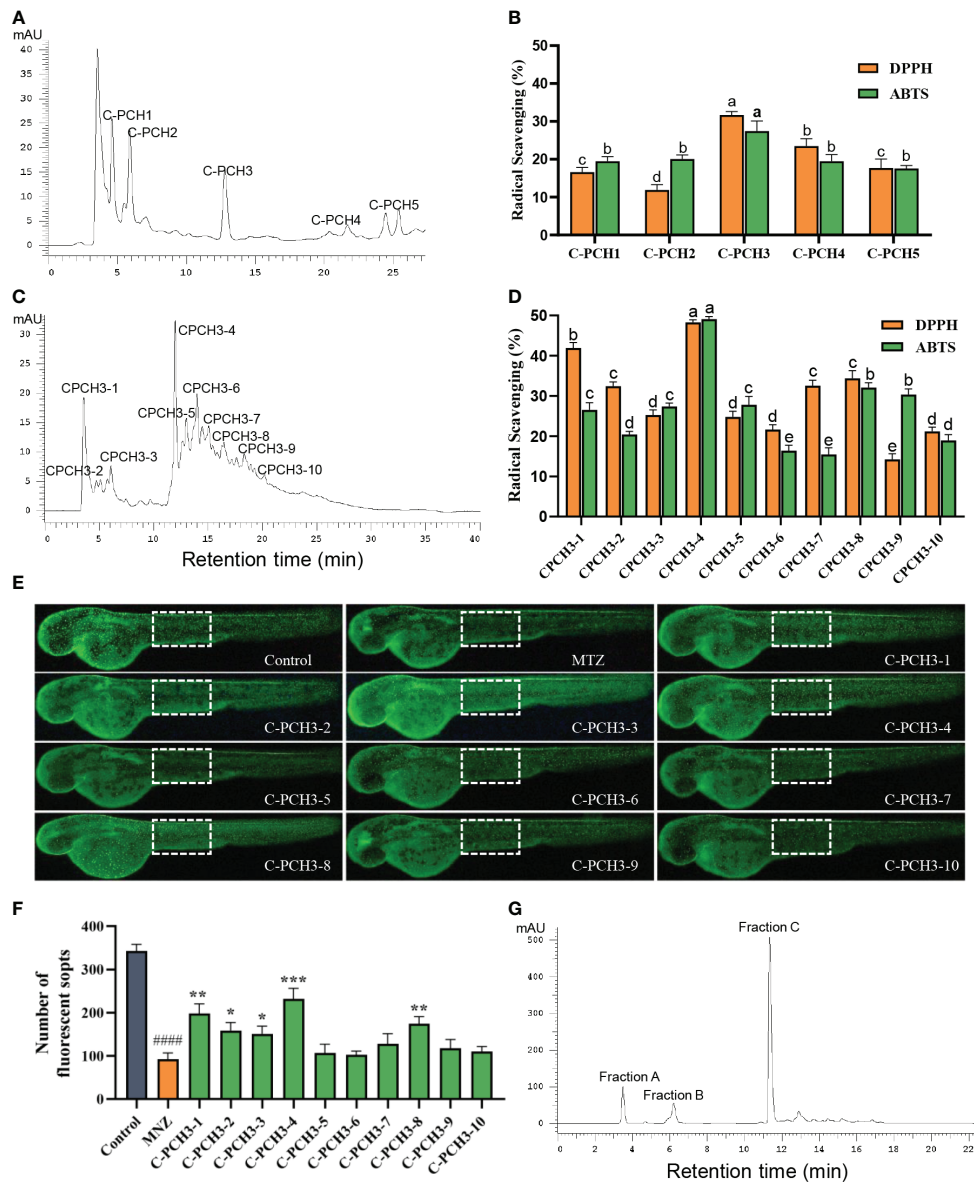 A
mAU
40
35
30
25
20
15
10
5
0
C-PCH1
C-PCH2
C-PCH3
C-PCH4
C-PCH5
0 5 10 15 20 25
B
Radical Scavenging (%)
50
40
30
20
10
0
DPPH
ABTS
c b d b a a b b c b
C-PCH1 C-PCH2 C-PCH3 C-PCH4 C-PCH5
C
mAU
30
25
20
15
10
5
0
CPCH3-4
CPCH3-1
CPCH3-6
CPCH3-5
CPCH3-7
CPCH3-8
CPCH3-3
CPCH3-9
CPCH3-2
CPCH3-10
0 5 10 15 20 25 30 35 40
Retention time (min)
D
Radical Scavenging (%)
50
40
30
20
10
0
DPPH
ABTS
b c c d c c a a c c d e c e c b e b d d
CPCH3-1 CPCH3-2 CPCH3-3 CPCH3-4 CPCH3-5 CPCH3-6 CPCH3-7 CPCH3-8 CPCH3-9 CPCH3-10
E
Control MTZ C-PCH3-1
C-PCH3-2 C-PCH3-3 C-PCH3-4
C-PCH3-5 C-PCH3-6 C-PCH3-7
C-PCH3-8 C-PCH3-9 C-PCH3-10
F
Number of
fluorescent sopts
400
300
200
100
0
#### ** * * *** **
Control MNZ C-PCH3-1 C-PCH3-2 C-PCH3-3 C-PCH3-4 C-PCH3-5 C-PCH3-6 C-PCH3-7 C-PCH3-8 C-PCH3-9 C-PCH3-10
G
mAU
500
400
300
200
100
0
Fraction C
Fraction A
Fraction B
0 2 4 6 8 10 12 14 16 18 20 22
Retention time (min)